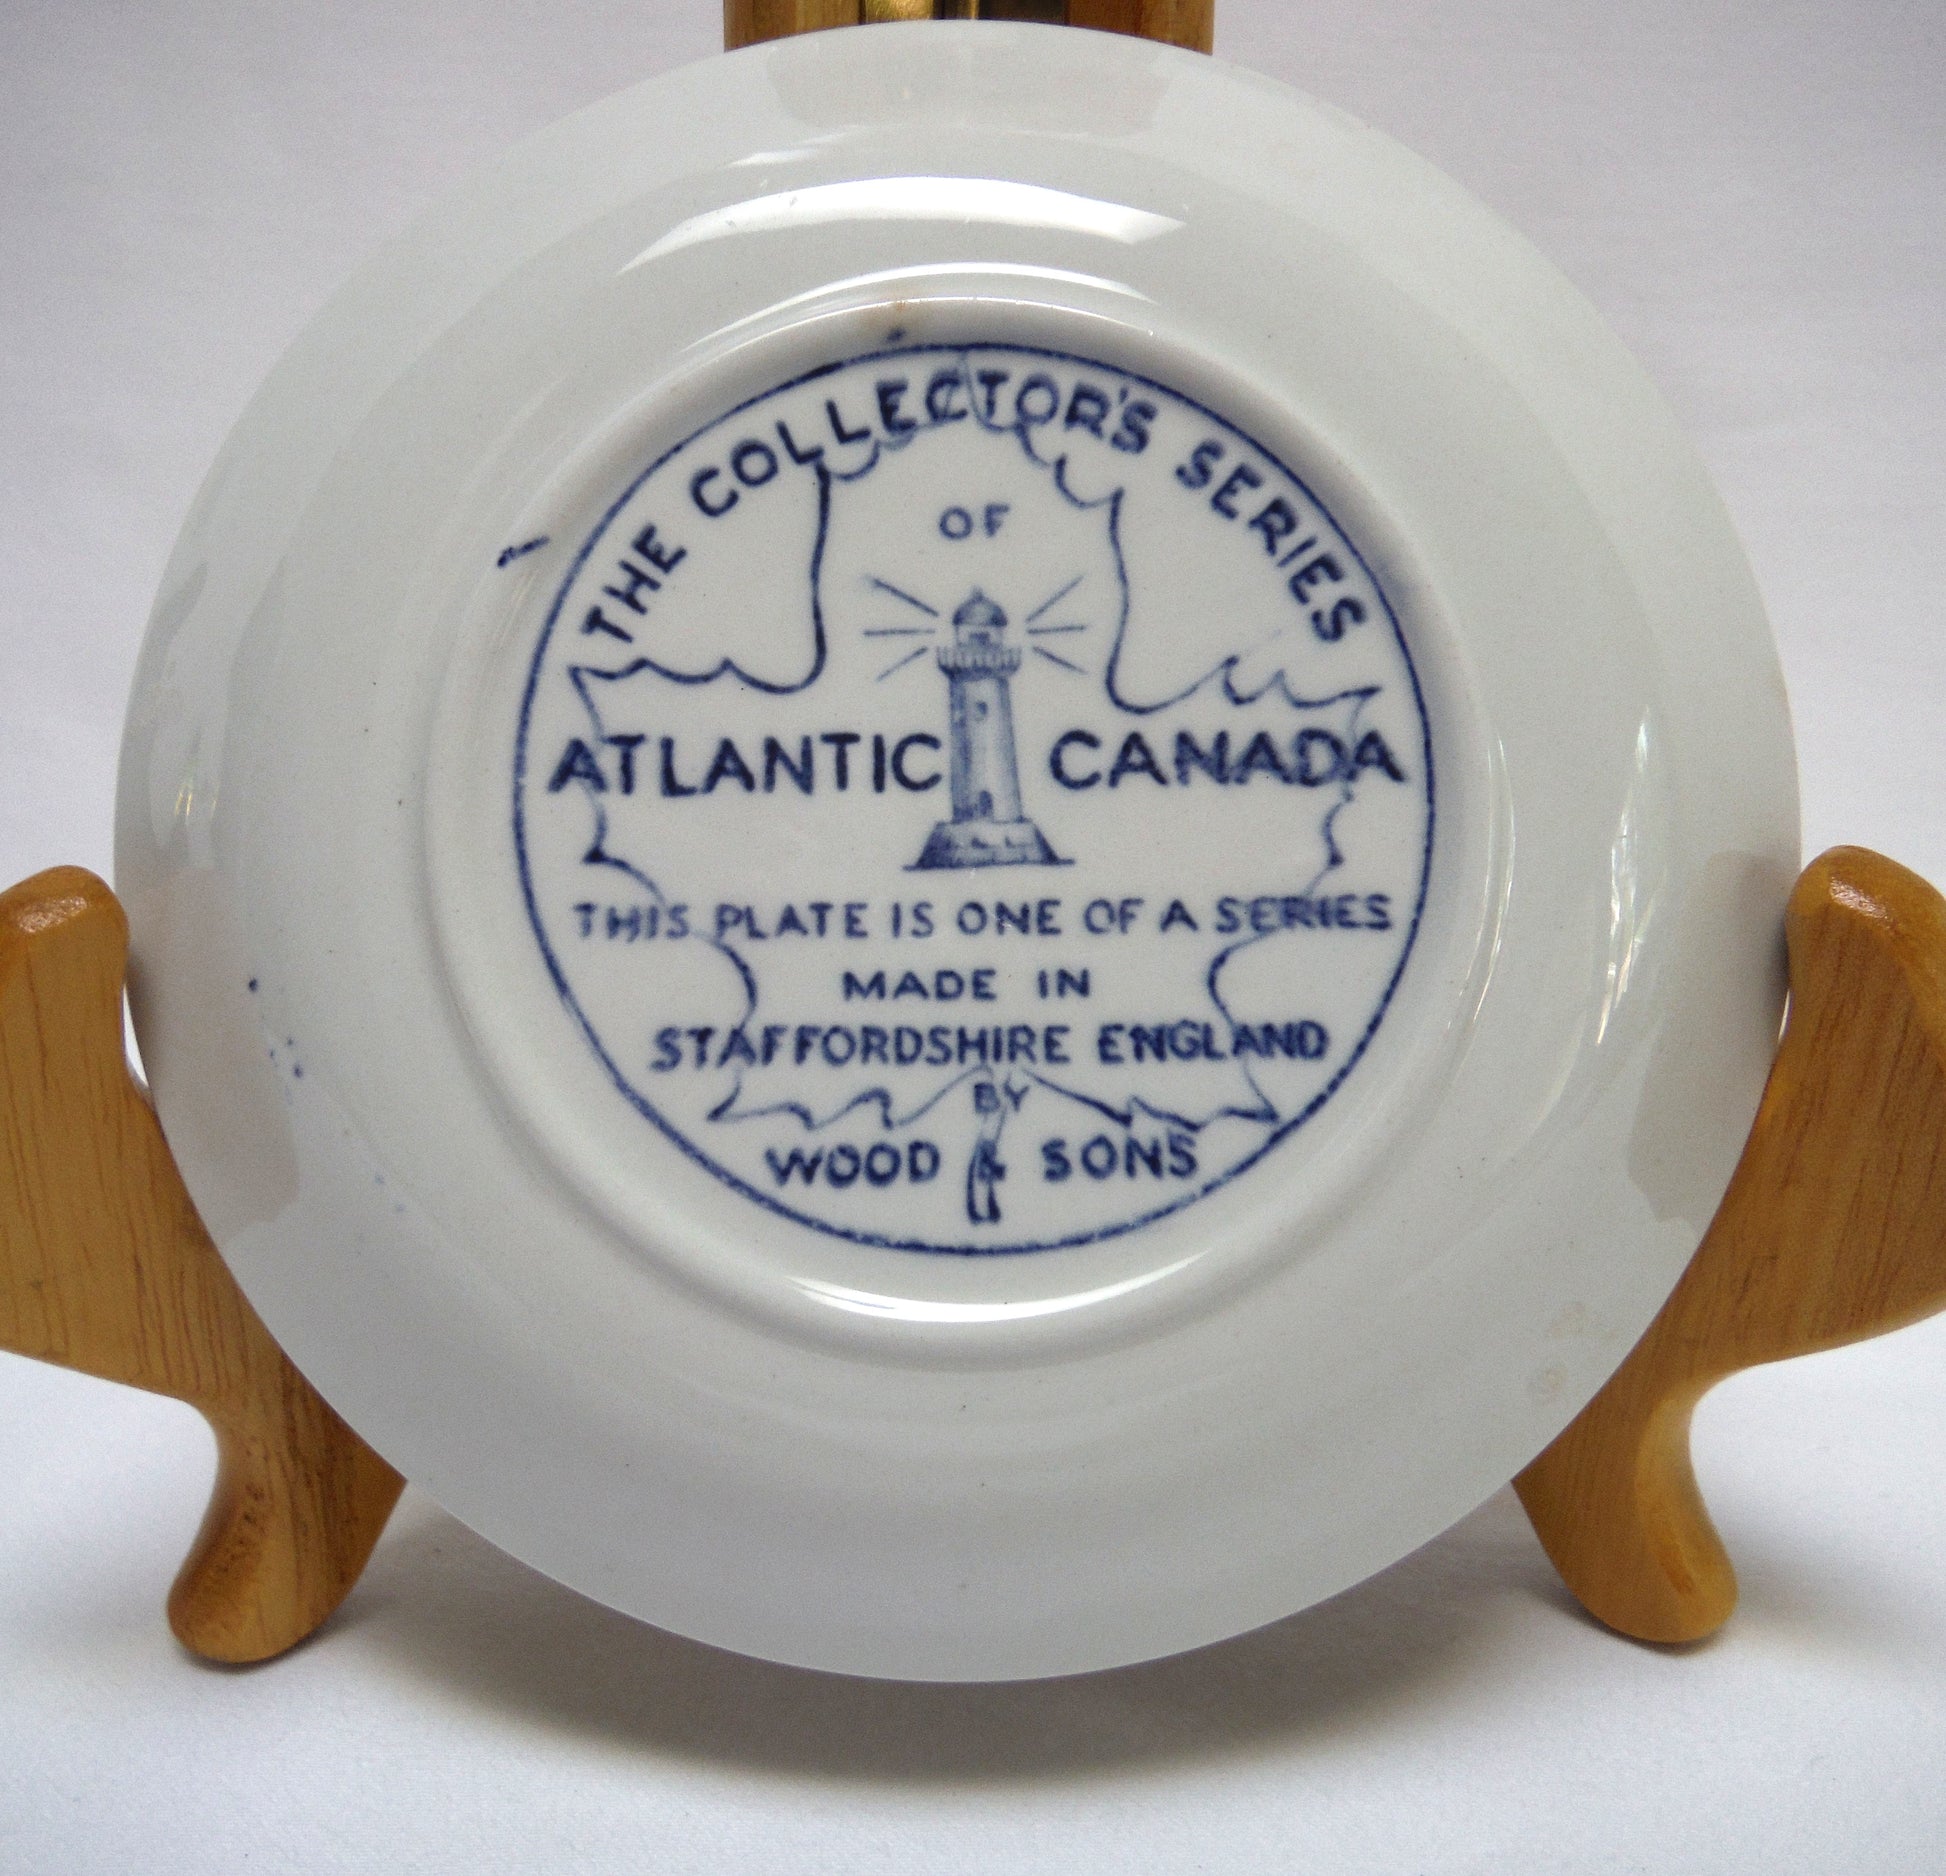 THE COLLECTOR'S SERIES
OF
ATLANTIC CANADA
THIS PLATE IS ONE OF A SERIES
MADE IN
STAFFORDSHIRE ENGLAND
BY
WOOD & SONS